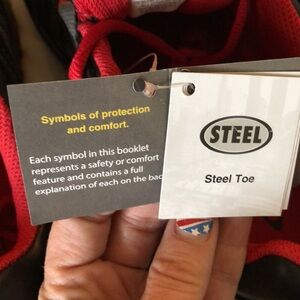 Symbols of protection
and comfort.
Each symbol in this booklet
represents a safety or comfort
feature and contains a full
explanation of each on the bac
STEEL
Steel Toe